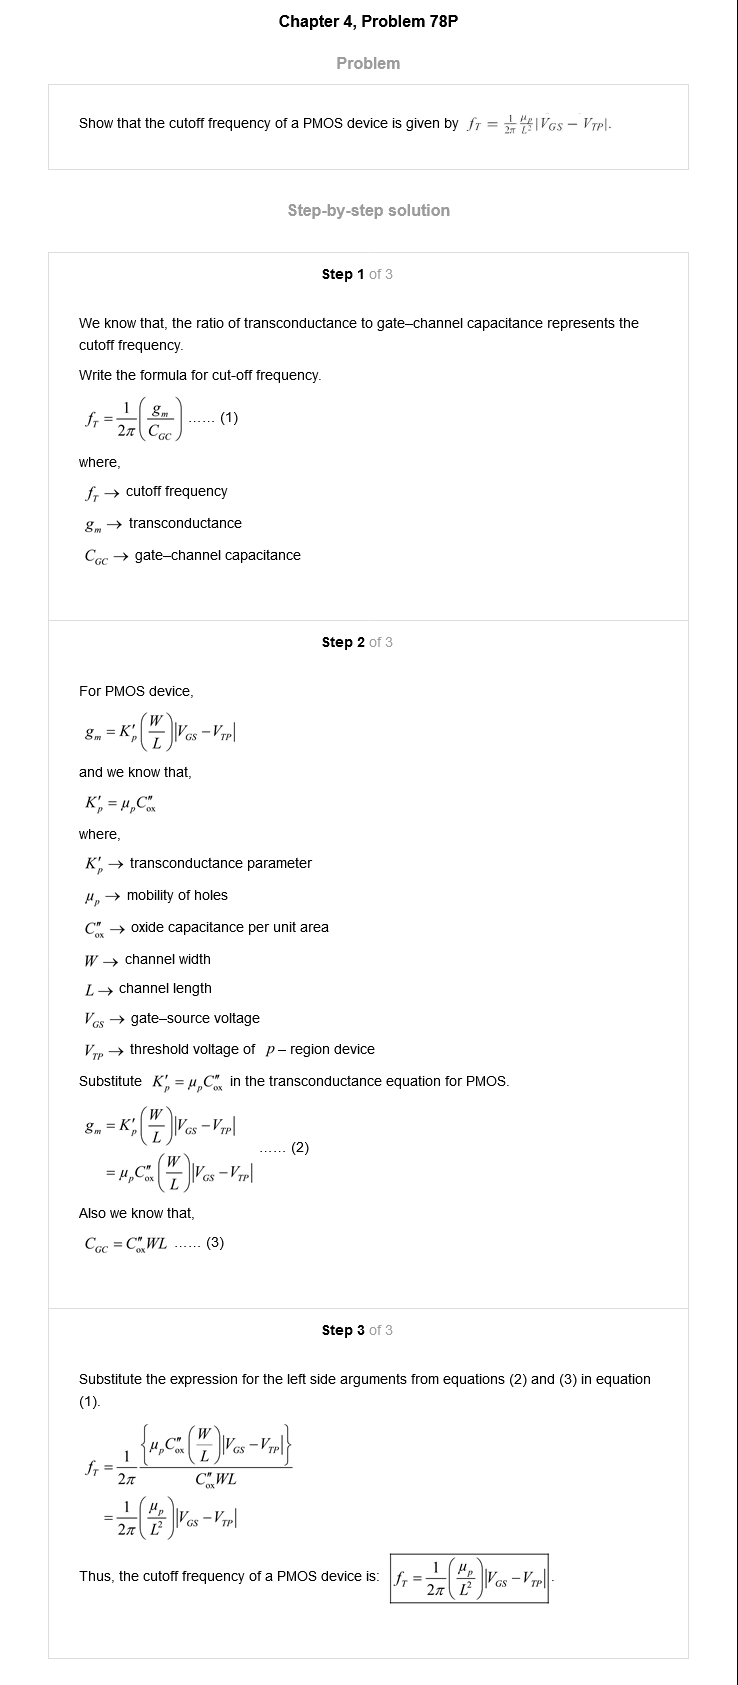 Chapter 4, Problem 78P
Problem
Show that the cutoff frequency of a PMOS device is given by $f_T = \frac{1}{2\pi} \frac{\mu_p}{L^2} |V_{GS} - V_{TP}|$.
Step-by-step solution
Step 1 of 3
We know that, the ratio of transconductance to gate–channel capacitance represents the
cutoff frequency.
Write the formula for cut-off frequency.
$f_T = \frac{1}{2\pi} \left( \frac{g_m}{C_{GC}} \right)$ ...... (1)
where,
$f_T \rightarrow$ cutoff frequency
$g_m \rightarrow$ transconductance
$C_{GC} \rightarrow$ gate–channel capacitance
Step 2 of 3
For PMOS device,
$g_m = K'_p \left( \frac{W}{L} \right) |V_{GS} - V_{TP}|$
and we know that,
$K'_p = \mu_p C''_{ox}$
where,
$K'_p \rightarrow$ transconductance parameter
$\mu_p \rightarrow$ mobility of holes
$C''_{ox} \rightarrow$ oxide capacitance per unit area
$W \rightarrow$ channel width
$L \rightarrow$ channel length
$V_{GS} \rightarrow$ gate–source voltage
$V_{TP} \rightarrow$ threshold voltage of $p$ – region device
Substitute $K'_p = \mu_p C''_{ox}$ in the transconductance equation for PMOS.
$g_m = K'_p \left( \frac{W}{L} \right) |V_{GS} - V_{TP}|$
$= \mu_p C''_{ox} \left( \frac{W}{L} \right) |V_{GS} - V_{TP}|$ ...... (2)
Also we know that,
$C_{GC} = C''_{ox} WL$ ...... (3)
Step 3 of 3
Substitute the expression for the left side arguments from equations (2) and (3) in equation
(1).
$f_T = \frac{1}{2\pi} \frac{\left\{ \mu_p C''_{ox} \left( \frac{W}{L} \right) |V_{GS} - V_{TP}| \right\}}{C''_{ox} WL}$
$= \frac{1}{2\pi} \left( \frac{\mu_p}{L^2} \right) |V_{GS} - V_{TP}|$
Thus, the cutoff frequency of a PMOS device is: $f_T = \frac{1}{2\pi} \left( \frac{\mu_p}{L^2} \right) |V_{GS} - V_{TP}|$.